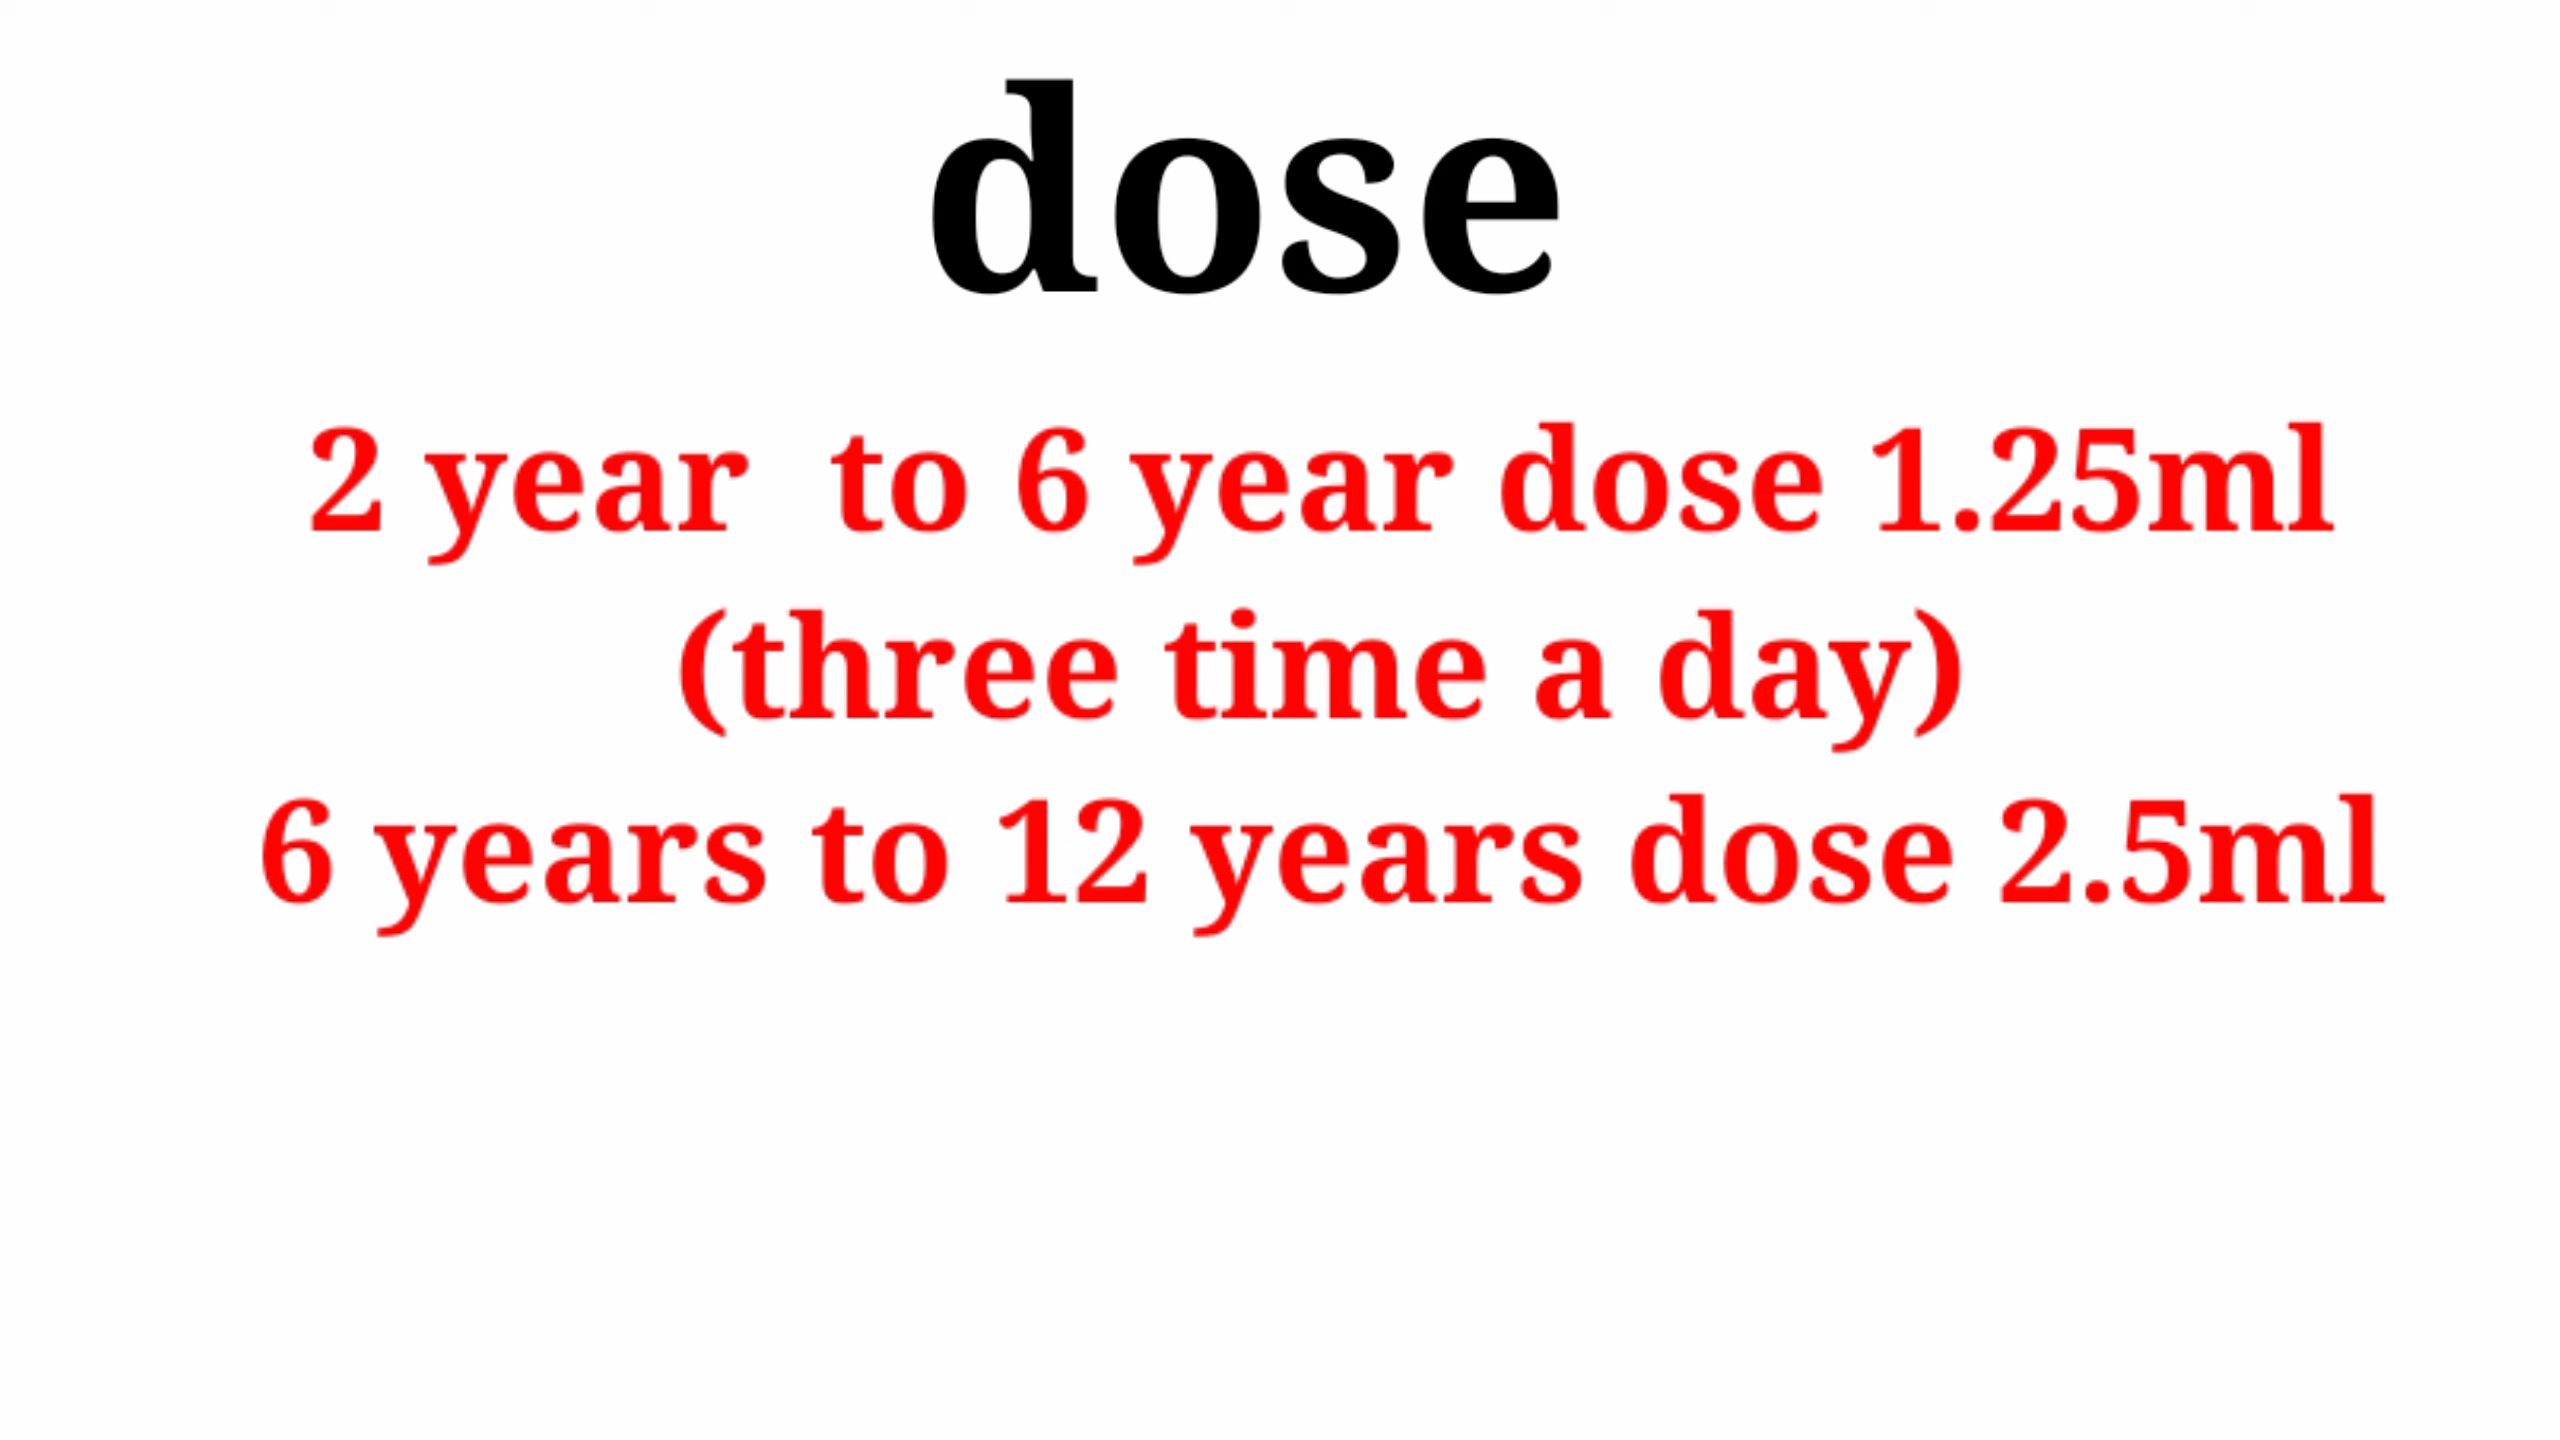 dose
2 year  to 6 year dose 1.25ml
(three time a day)
6 years to 12 years dose 2.5ml